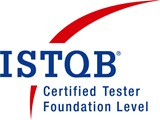 ISTQB®
Certified Tester
Foundation Level